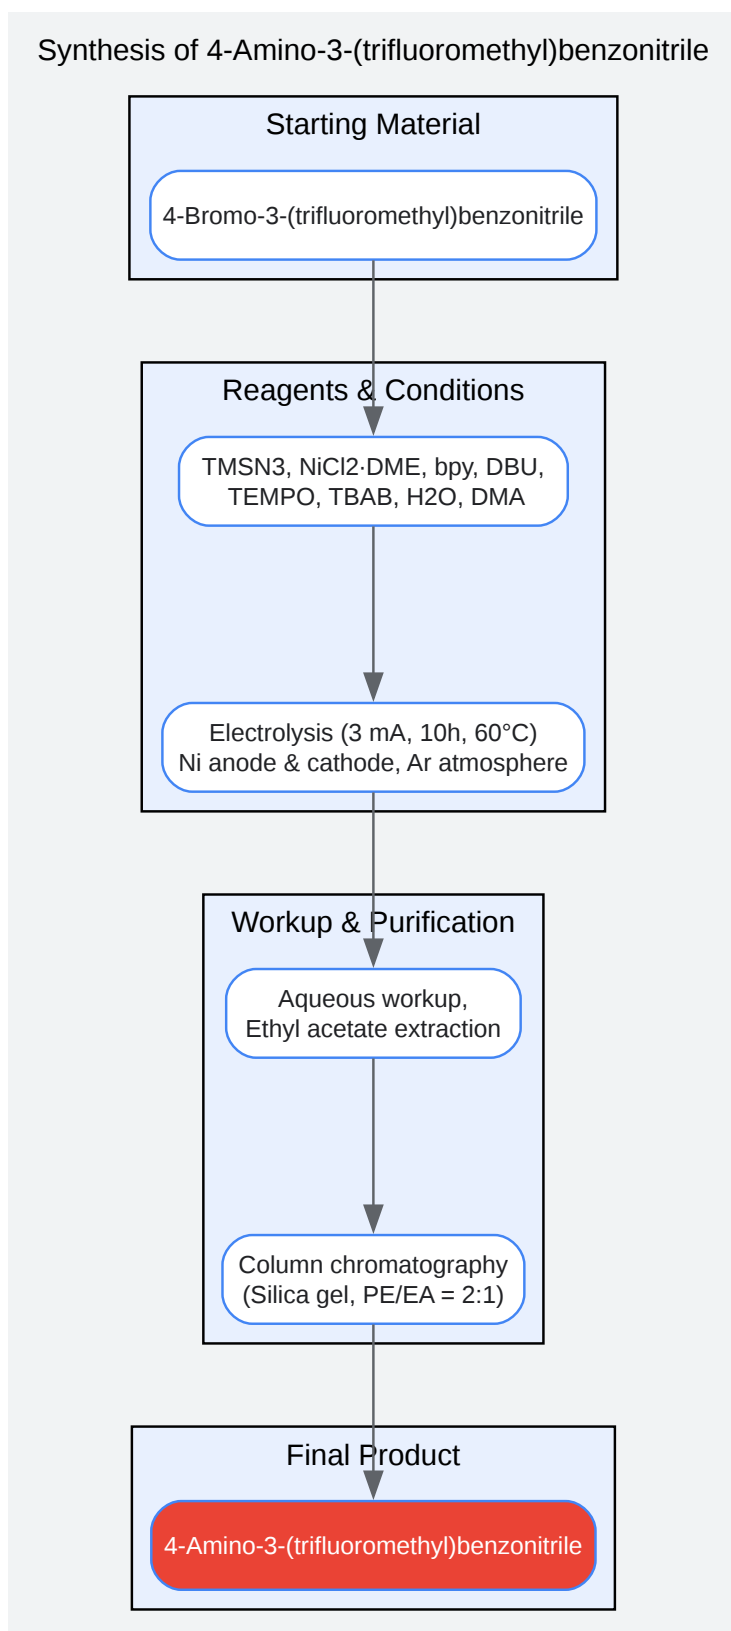 Synthesis of 4-Amino-3-(trifluoromethyl)benzonitrile
Starting Material
4-Bromo-3-(trifluoromethyl)benzonitrile
Reagents & Conditions
TMSN3, NiCl2·DME, bpy, DBU,
TEMPO, TBAB, H2O, DMA
Electrolysis (3 mA, 10h, 60°C)
Ni anode & cathode, Ar atmosphere
Workup & Purification
Aqueous workup,
Ethyl acetate extraction
Column chromatography
(Silica gel, PE/EA = 2:1)
Final Product
4-Amino-3-(trifluoromethyl)benzonitrile